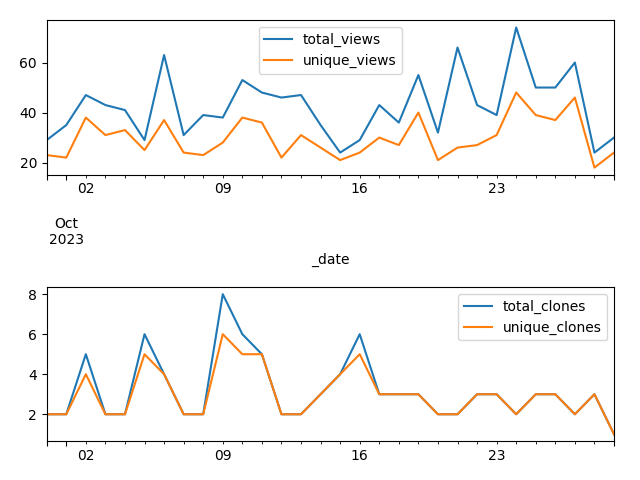 total_views
unique_views
60
40
20
02 09 16 23
Oct
2023
_date
8
6
4
2
total_clones
unique_clones
02 09 16 23